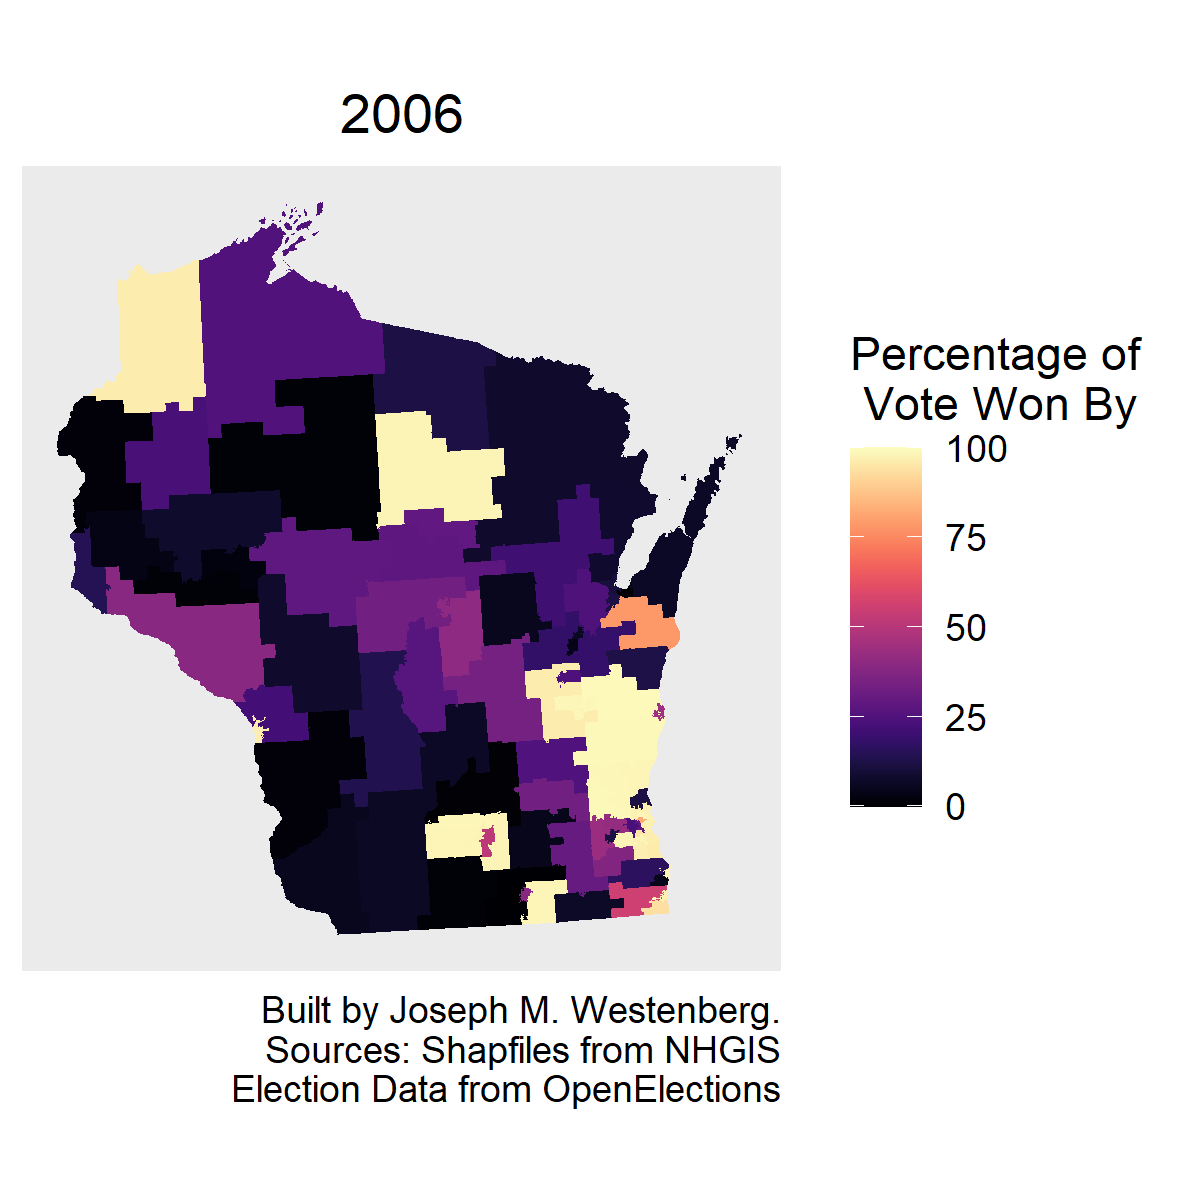 2006
Percentage of
Vote Won By
100
75
50
25
0
Built by Joseph M. Westenberg.
Sources: Shapfiles from NHGIS
Election Data from OpenElections